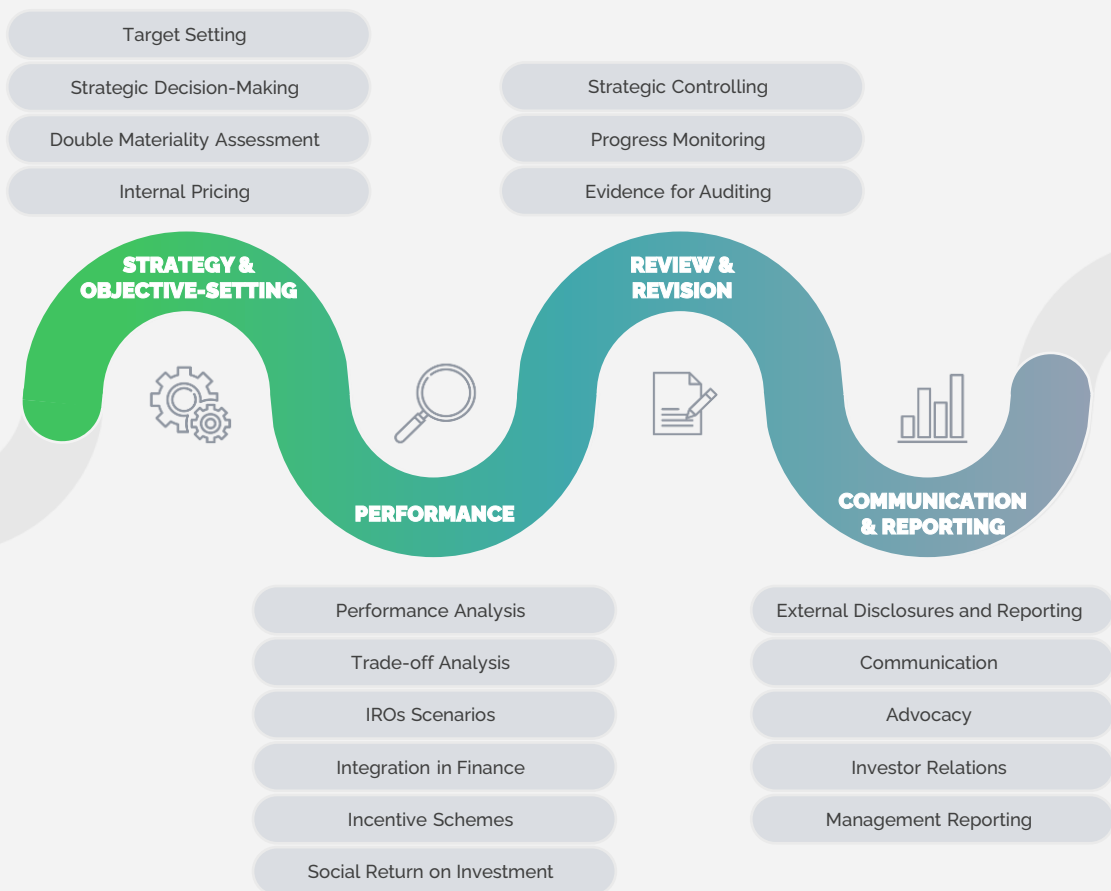 Target Setting
Strategic Decision-Making
Double Materiality Assessment
Internal Pricing
STRATEGY &
OBJECTIVE-SETTING
Strategic Controlling
Progress Monitoring
Evidence for Auditing
REVIEW &
REVISION
PERFORMANCE
Performance Analysis
Trade-off Analysis
IROs Scenarios
Integration in Finance
Incentive Schemes
Social Return on Investment
COMMUNICATION
& REPORTING
External Disclosures and Reporting
Communication
Advocacy
Investor Relations
Management Reporting